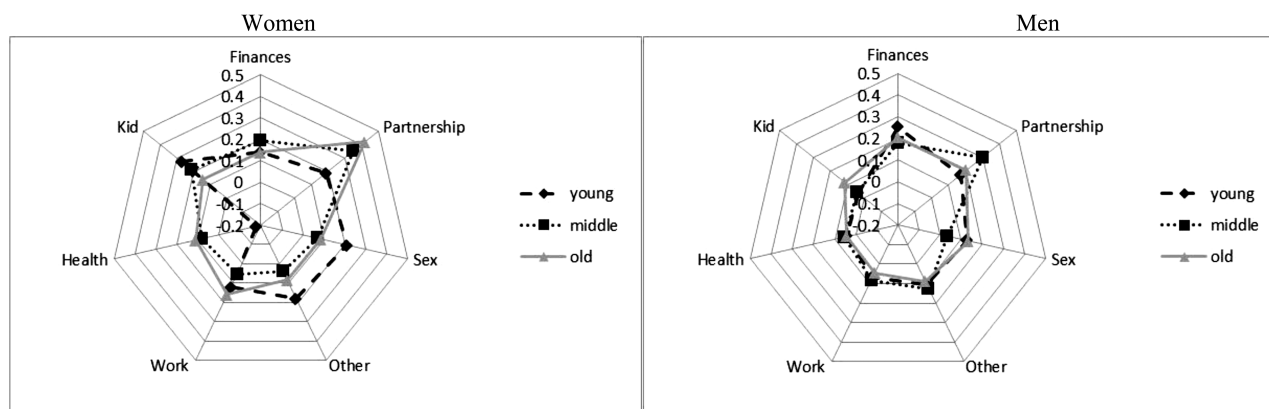 Women
Finances
0.5
0.4
0.3
0.2
0.1
0
-0.1
-0.2
Partnership
Sex
Other
Work
Health
Kid
young
middle
old
Men
Finances
0.5
0.4
0.3
0.2
0.1
0
-0.1
-0.2
Partnership
Sex
Other
Work
Health
Kid
young
middle
old